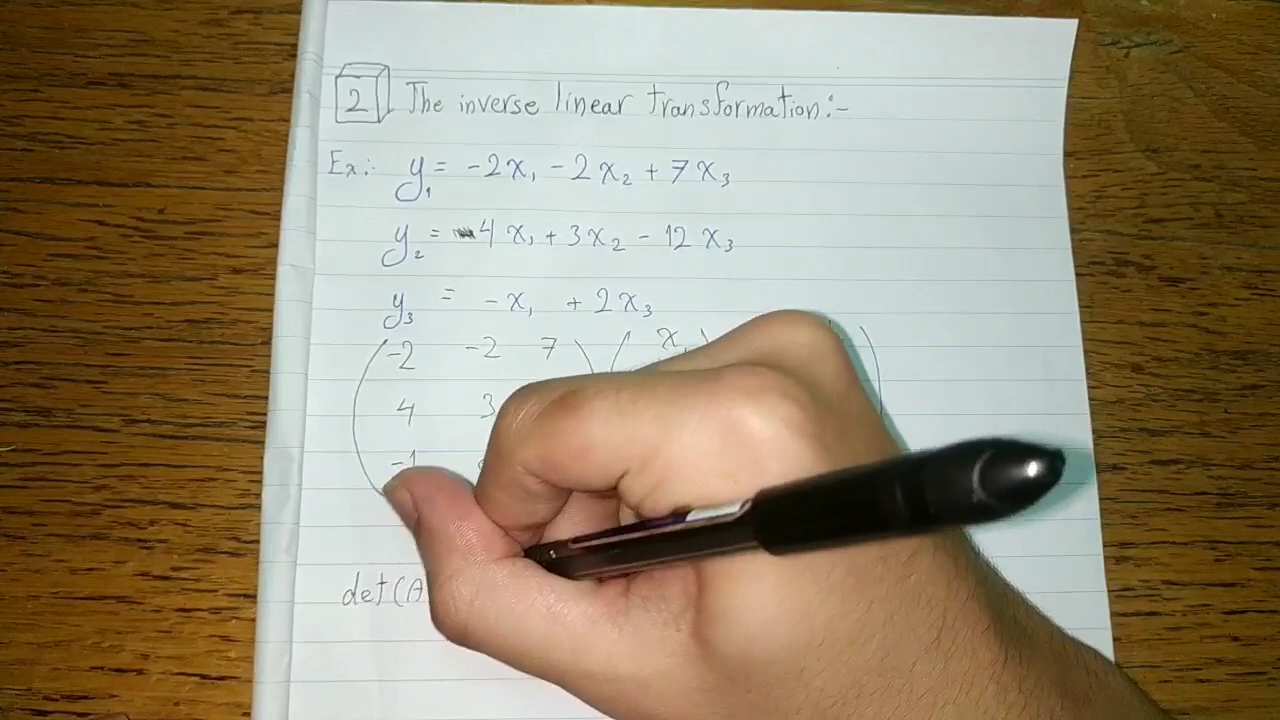 2 The inverse linear transformation:-
Ex:- y₁ = -2x₁ - 2x₂ + 7x₃
y₂ = 4x₁ + 3x₂ - 12x₃
y₃ = -x₁ + 2x₃
-2 -2 7 x₁
4 3
-1
det(A